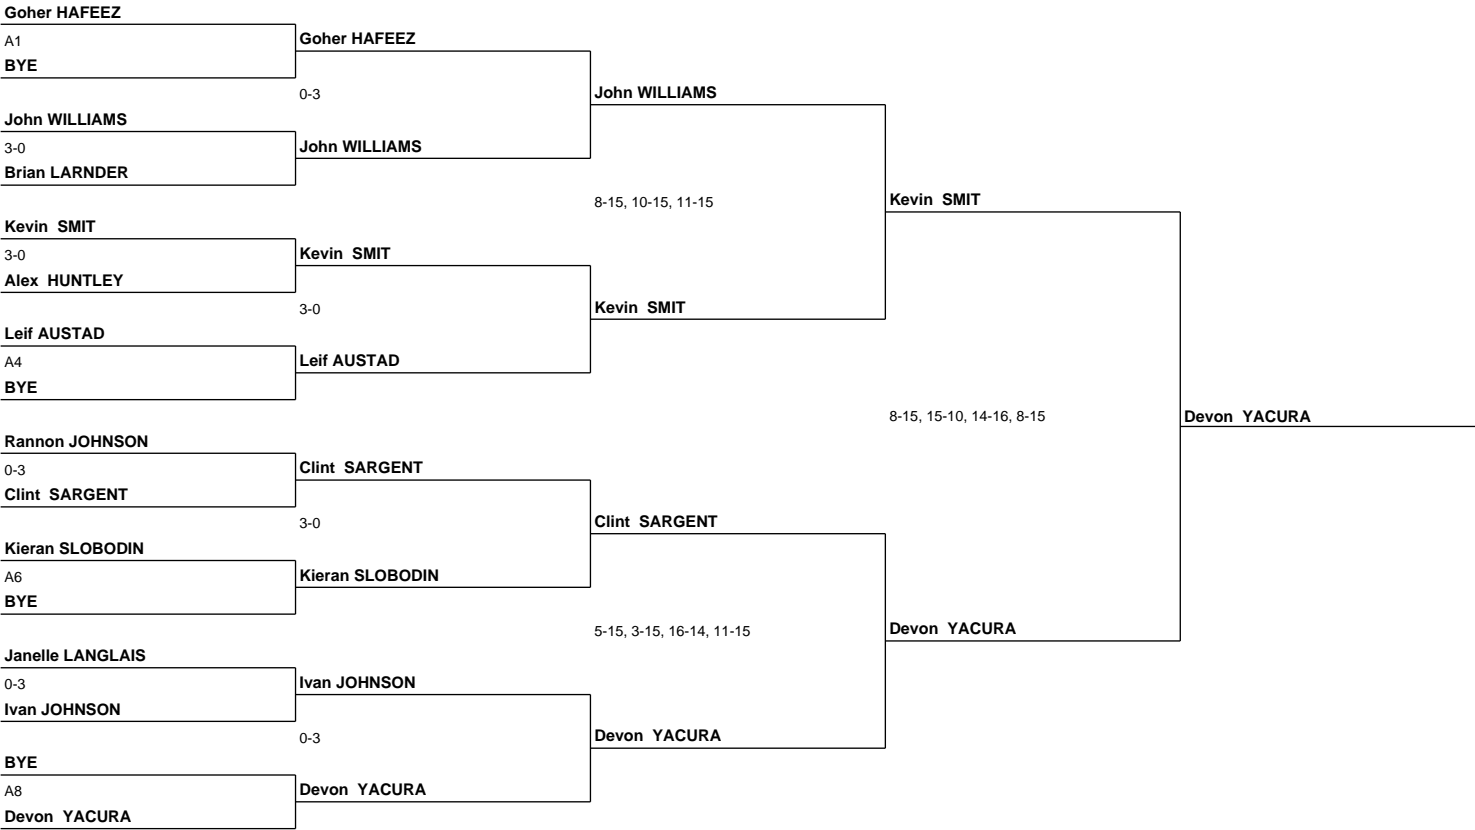 Goher HAFEEZ
A1
BYE
John WILLIAMS
3-0
Brian LARNDER
Kevin  SMIT
3-0
Alex  HUNTLEY
Leif AUSTAD
A4
BYE
Rannon JOHNSON
0-3
Clint  SARGENT
Kieran SLOBODIN
A6
BYE
Janelle LANGLAIS
0-3
Ivan JOHNSON
BYE
A8
Devon  YACURA
Goher HAFEEZ
0-3
John WILLIAMS
Kevin  SMIT
3-0
Leif AUSTAD
Clint  SARGENT
3-0
Kieran SLOBODIN
Ivan JOHNSON
0-3
Devon  YACURA
John WILLIAMS
8-15, 10-15, 11-15
Kevin  SMIT
Clint  SARGENT
5-15, 3-15, 16-14, 11-15
Devon  YACURA
Kevin  SMIT
8-15, 15-10, 14-16, 8-15
Devon  YACURA
Devon  YACURA